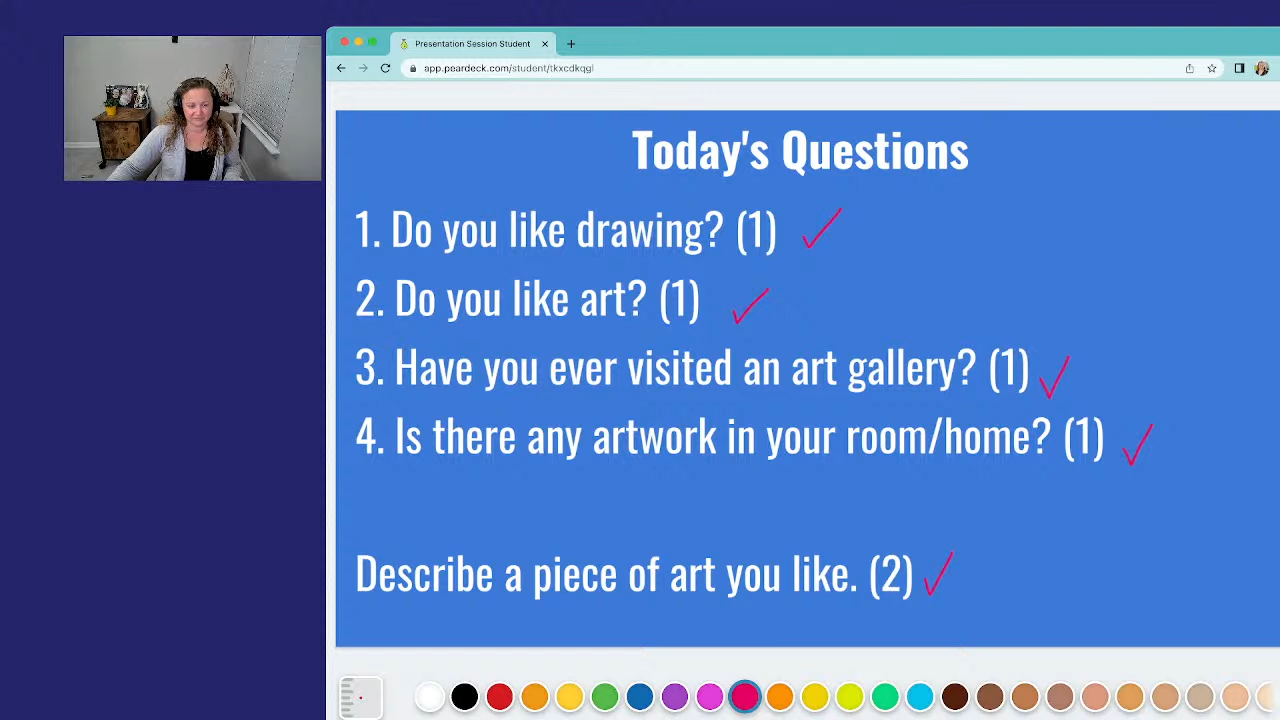 Presentation Session Student
app.peardeck.com/student/tkxcdkqgl
Today's Questions
1. Do you like drawing? (1)
2. Do you like art? (1)
3. Have you ever visited an art gallery? (1)
4. Is there any artwork in your room/home? (1)
Describe a piece of art you like. (2)